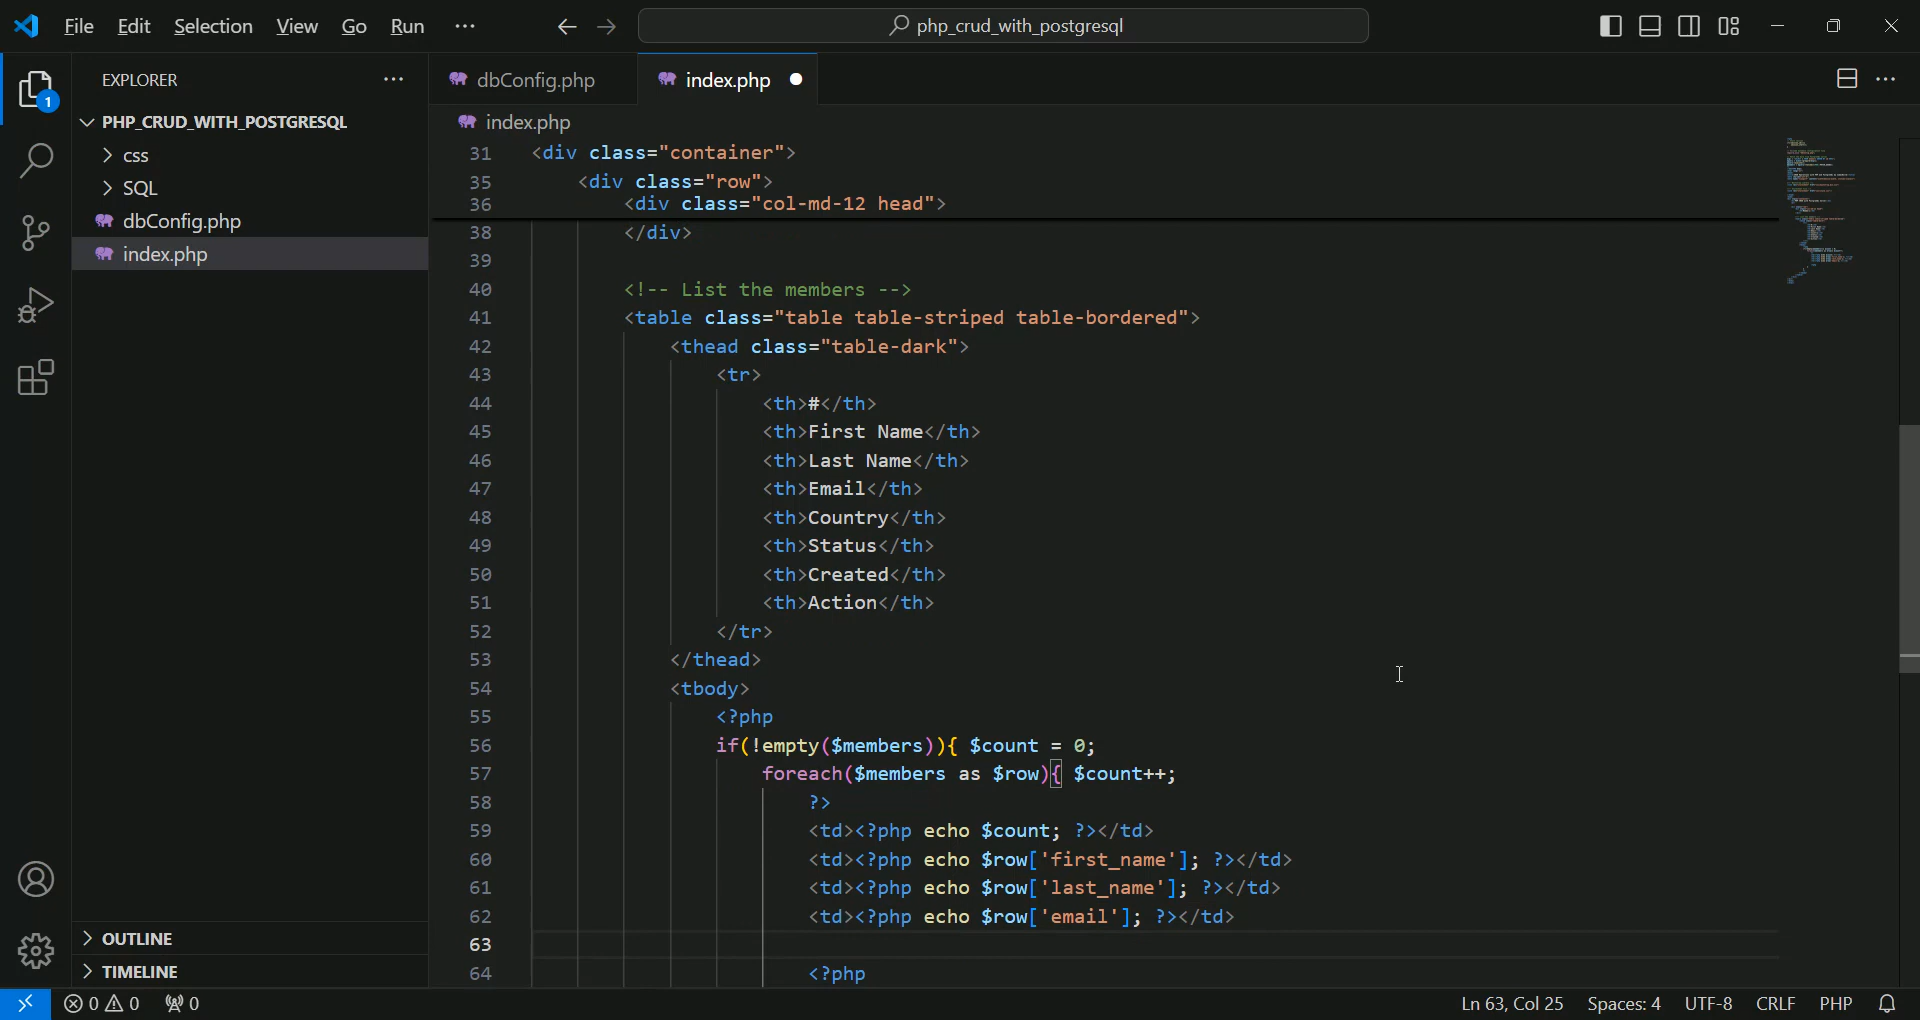 File Edit Selection View Go Run ··· php_crud_with_postgresql
EXPLORER ···
1
PHP_CRUD_WITH_POSTGRESQL
css
SQL
dbConfig.php
index.php
OUTLINE
TIMELINE
dbConfig.php index.php
index.php
31 <div class="container">
35 <div class="row">
36 <div class="col-md-12 head">
38 </div>
39
40 <!-- List the members -->
41 <table class="table table-striped table-bordered">
42 <thead class="table-dark">
43 <tr>
44 <th>#</th>
45 <th>First Name</th>
46 <th>Last Name</th>
47 <th>Email</th>
48 <th>Country</th>
49 <th>Status</th>
50 <th>Created</th>
51 <th>Action</th>
52 </tr>
53 </thead>
54 <tbody>
55 <?php
56 if(!empty($members)){ $count = 0;
57 foreach($members as $row){ $count++;
58 ?>
59 <td><?php echo $count; ?></td>
60 <td><?php echo $row['first_name']; ?></td>
61 <td><?php echo $row['last_name']; ?></td>
62 <td><?php echo $row['email']; ?></td>
63
64 <?php
0 0 0 Ln 63, Col 25 Spaces: 4 UTF-8 CRLF PHP